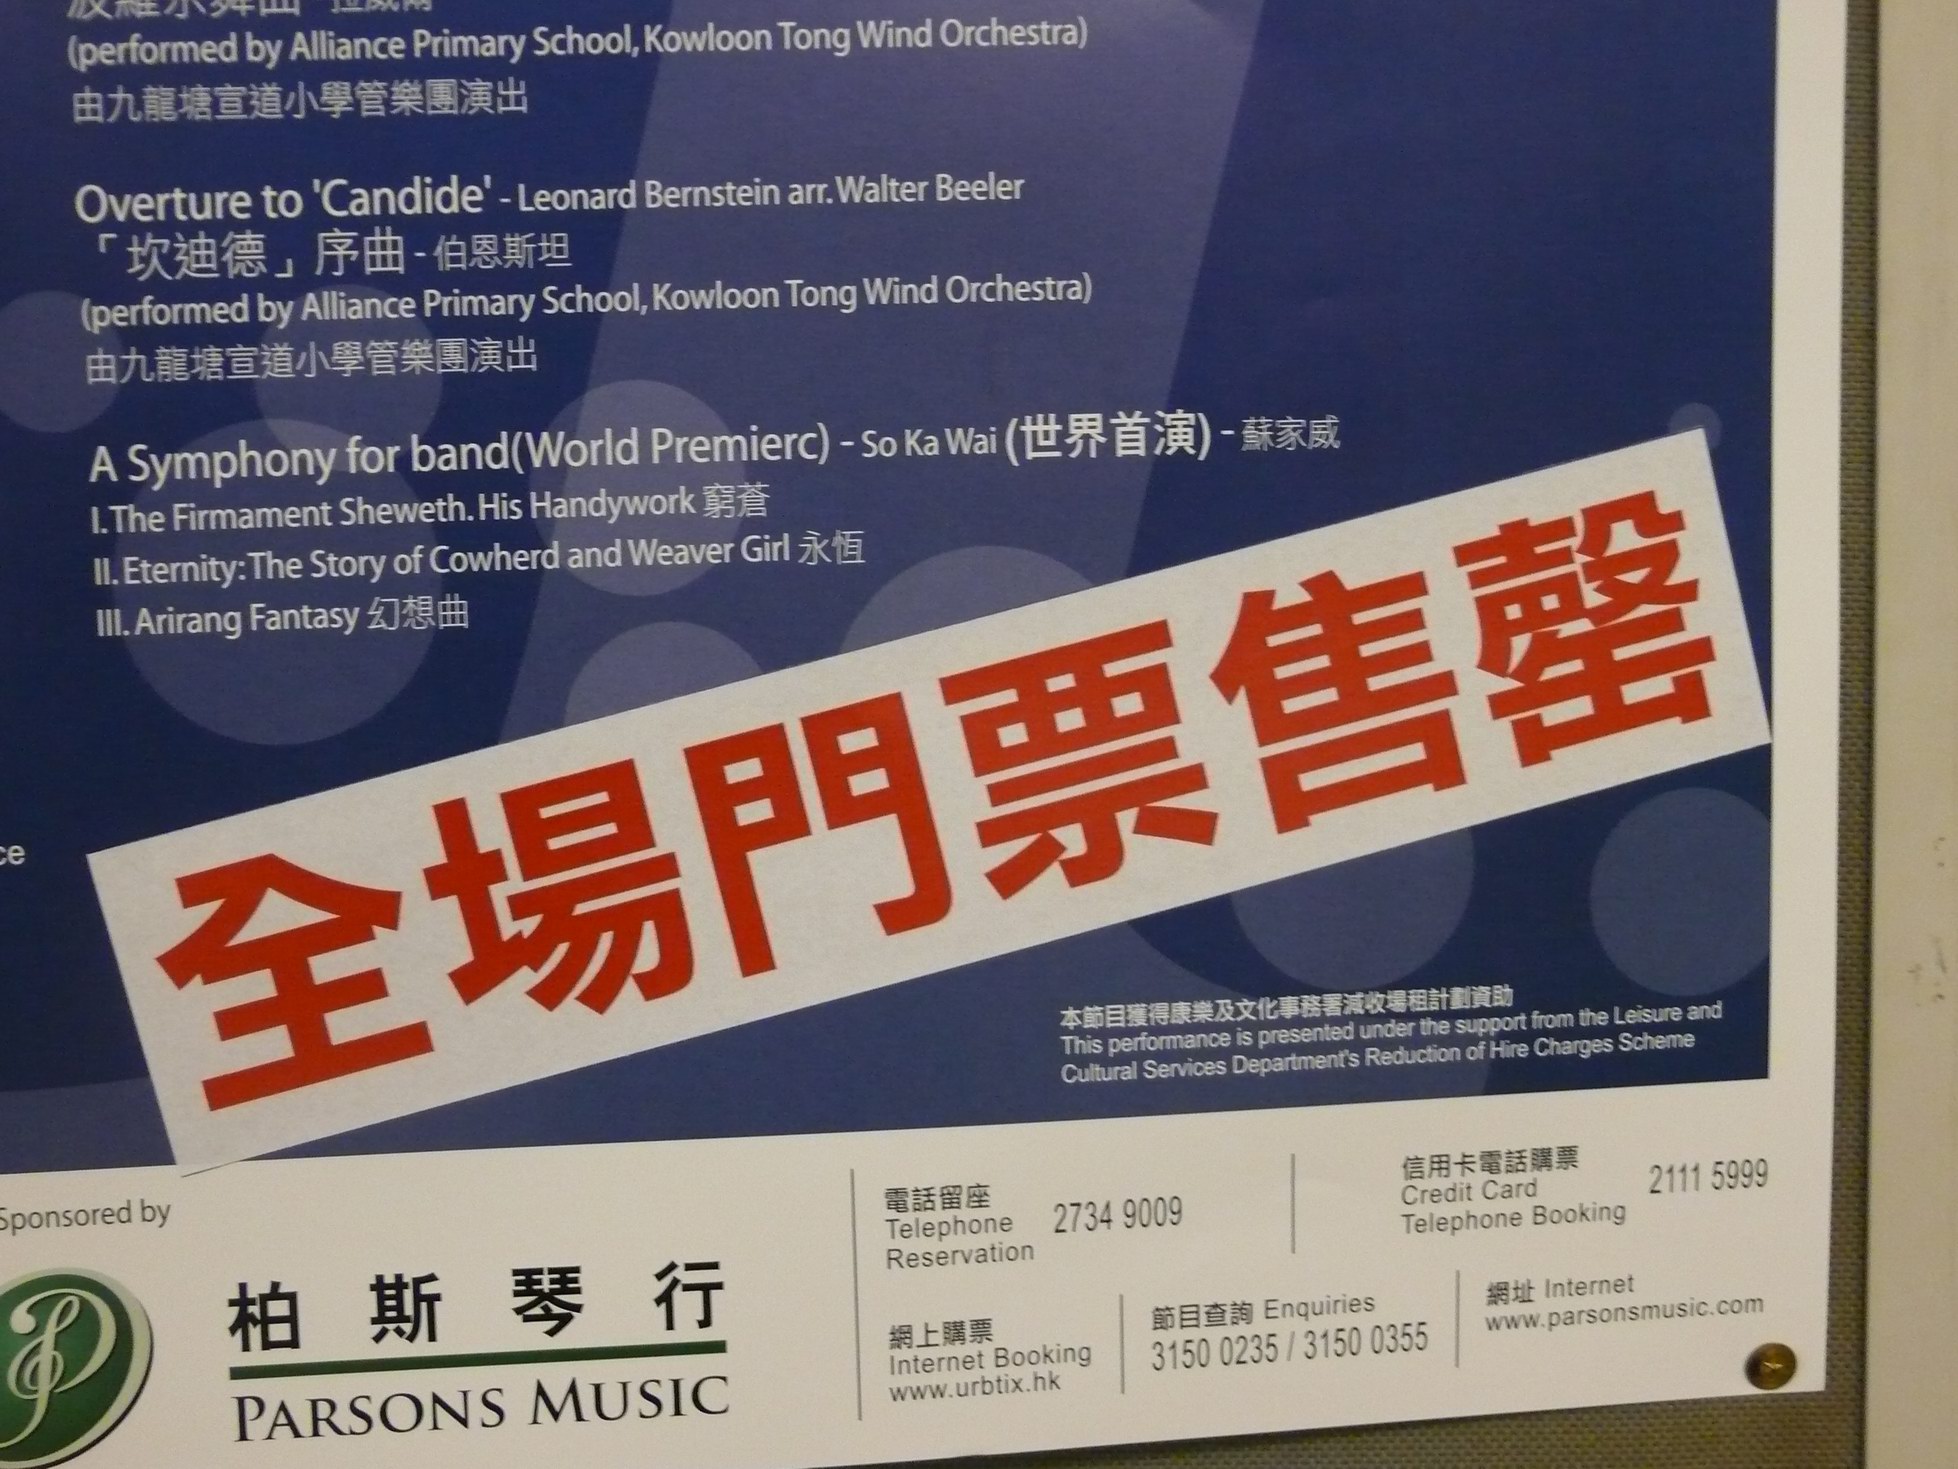 (performed by Alliance Primary School, Kowloon Tong Wind Orchestra)
由九龍塘宣道小學管樂團演出
Overture to 'Candide' - Leonard Bernstein arr. Walter Beeler
「坎迪德」序曲 - 伯恩斯坦
(performed by Alliance Primary School, Kowloon Tong Wind Orchestra)
由九龍塘宣道小學管樂團演出
A Symphony for band(World Premierc) - So Ka Wai (世界首演) - 蘇家威
I. The Firmament Sheweth. His Handywork 窮蒼
II. Eternity: The Story of Cowherd and Weaver Girl 永恆
III. Arirang Fantasy 幻想曲
全場門票售罄
本節目獲得康樂及文化事務署減收場租計劃資助
This performance is presented under the support from the Leisure and
Cultural Services Department's Reduction of Hire Charges Scheme
Sponsored by
柏斯琴行
PARSONS MUSIC
電話留座
Telephone
Reservation
2734 9009
信用卡電話購票
Credit Card
Telephone Booking
2111 5999
網上購票
Internet Booking
www.urbtix.hk
節目查詢 Enquiries
3150 0235 / 3150 0355
網址 Internet
www.parsonsmusic.com